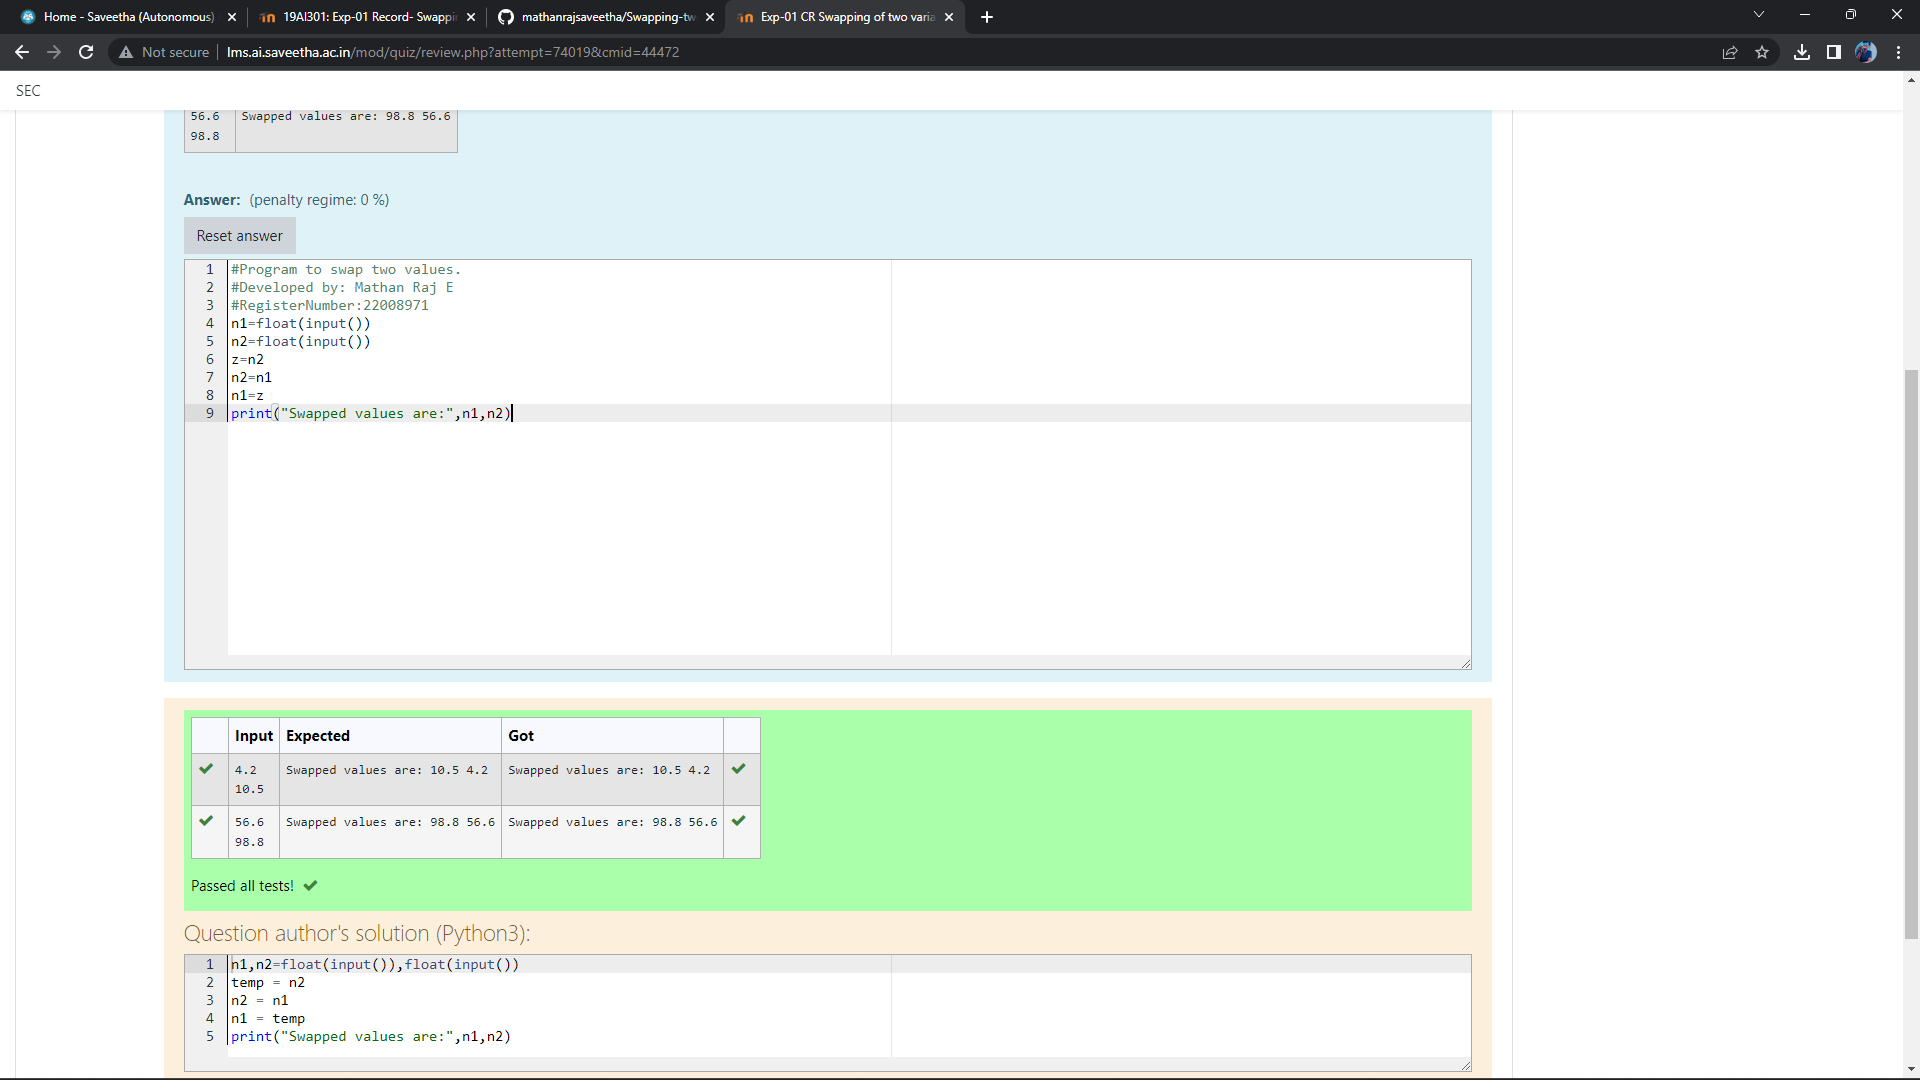 Home - Saveetha (Autonomous)
19AI301: Exp-01 Record- Swappi
mathanrajsaveetha/Swapping-tw
Exp-01 CR Swapping of two varia
Not secure
lms.ai.saveetha.ac.in/mod/quiz/review.php?attempt=74019&cmid=44472
SEC
56.6 Swapped values are: 98.8 56.6
98.8
Answer: (penalty regime: 0 %)
Reset answer
1 #Program to swap two values.
2 #Developed by: Mathan Raj E
3 #RegisterNumber:22008971
4 n1=float(input())
5 n2=float(input())
6 z=n2
7 n2=n1
8 n1=z
9 print("Swapped values are:",n1,n2)
Input Expected Got
4.2 Swapped values are: 10.5 4.2 Swapped values are: 10.5 4.2
10.5
56.6 Swapped values are: 98.8 56.6 Swapped values are: 98.8 56.6
98.8
Passed all tests!
Question author's solution (Python3):
1 n1,n2=float(input()),float(input())
2 temp = n2
3 n2 = n1
4 n1 = temp
5 print("Swapped values are:",n1,n2)